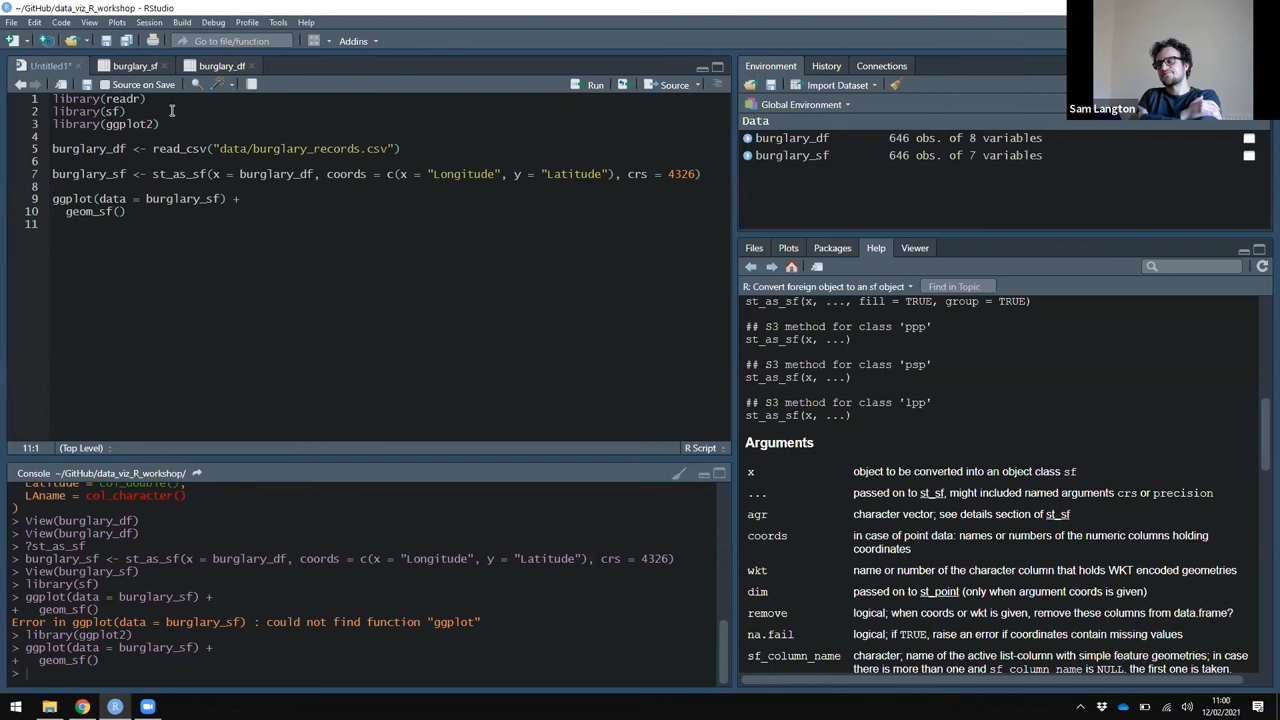 ~/GitHub/data_viz_R_workshop - RStudio
File Edit Code View Plots Session Build Debug Profile Tools Help
Go to file/function Addins
Untitled1* burglary_sf burglary_df
Source on Save Run Source
1 library(readr)
2 library(sf)
3 library(ggplot2)
4
5 burglary_df <- read_csv("data/burglary_records.csv")
6
7 burglary_sf <- st_as_sf(x = burglary_df, coords = c(x = "Longitude", y = "Latitude"), crs = 4326)
8
9 ggplot(data = burglary_sf) +
10 geom_sf()
11
11:1 (Top Level) R Script
Console ~/GitHub/data_viz_R_workshop/
Latitude = col_double(),
LAname = col_character()
)
> View(burglary_df)
> View(burglary_df)
> ?st_as_sf
> burglary_sf <- st_as_sf(x = burglary_df, coords = c(x = "Longitude", y = "Latitude"), crs = 4326)
> View(burglary_sf)
> library(sf)
> ggplot(data = burglary_sf) +
+ geom_sf()
Error in ggplot(data = burglary_sf) : could not find function "ggplot"
> library(ggplot2)
> ggplot(data = burglary_sf) +
+ geom_sf()
>
Environment History Connections
Import Dataset
Global Environment
Data
burglary_df 646 obs. of 8 variables
burglary_sf 646 obs. of 7 variables
Sam Langton
Files Plots Packages Help Viewer
R: Convert foreign object to an sf object Find in Topic
st_as_sf(x, ..., fill = TRUE, group = TRUE)
## S3 method for class 'ppp'
st_as_sf(x, ...)
## S3 method for class 'psp'
st_as_sf(x, ...)
## S3 method for class 'lpp'
st_as_sf(x, ...)
Arguments
x object to be converted into an object class sf
... passed on to st_sf, might included named arguments crs or precision
agr character vector; see details section of st_sf
coords in case of point data: names or numbers of the numeric columns holding
coordinates
wkt name or number of the character column that holds WKT encoded geometries
dim passed on to st_point (only when argument coords is given)
remove logical; when coords or wkt is given, remove these columns from data.frame?
na.fail logical; if TRUE, raise an error if coordinates contain missing values
sf_column_name character; name of the active list-column with simple feature geometries; in case
there is more than one and sf_column_name is NULL, the first one is taken.
11:00
12/02/2021